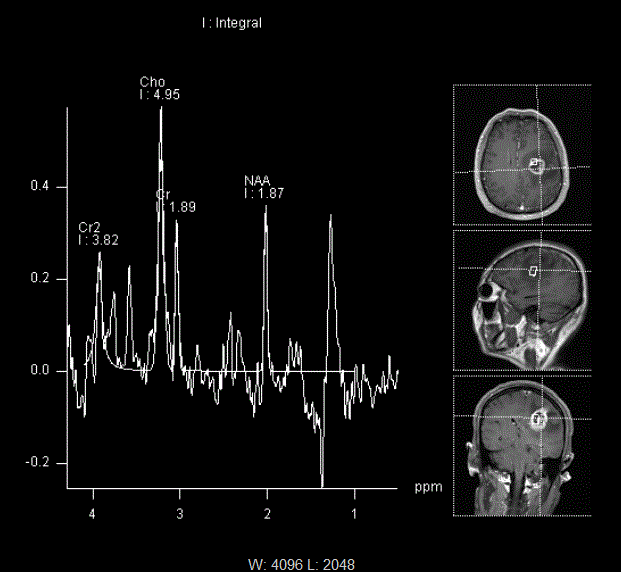 I : Integral
Cho
I : 4.95
Cr
I : 1.89
NAA
I : 1.87
Cr2
I : 3.82
0.4
0.2
0.0
-0.2
ppm
4 3 2 1
W: 4096 L: 2048